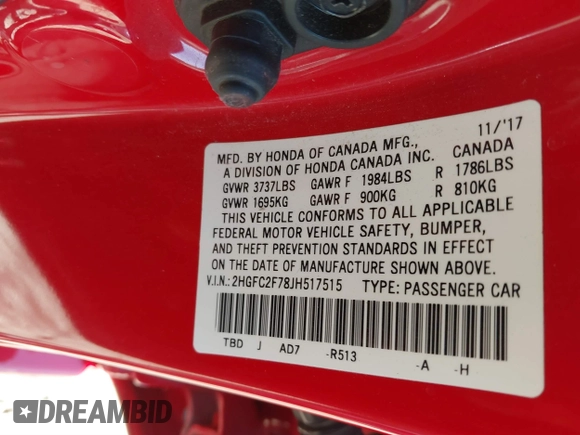 11/'17
MFD. BY HONDA OF CANADA MFG., CANADA
A DIVISION OF HONDA CANADA INC.
GVWR 3737LBS GAWR F 1984LBS R 1786LBS
GVWR 1695KG GAWR F 900KG R 810KG
THIS VEHICLE CONFORMS TO ALL APPLICABLE
FEDERAL MOTOR VEHICLE SAFETY, BUMPER,
AND THEFT PREVENTION STANDARDS IN EFFECT
ON THE DATE OF MANUFACTURE SHOWN ABOVE.
V.I.N.:2HGFC2F78JH517515 TYPE: PASSENGER CAR
TBD J AD7 -R513 -A -H
DREAMBID